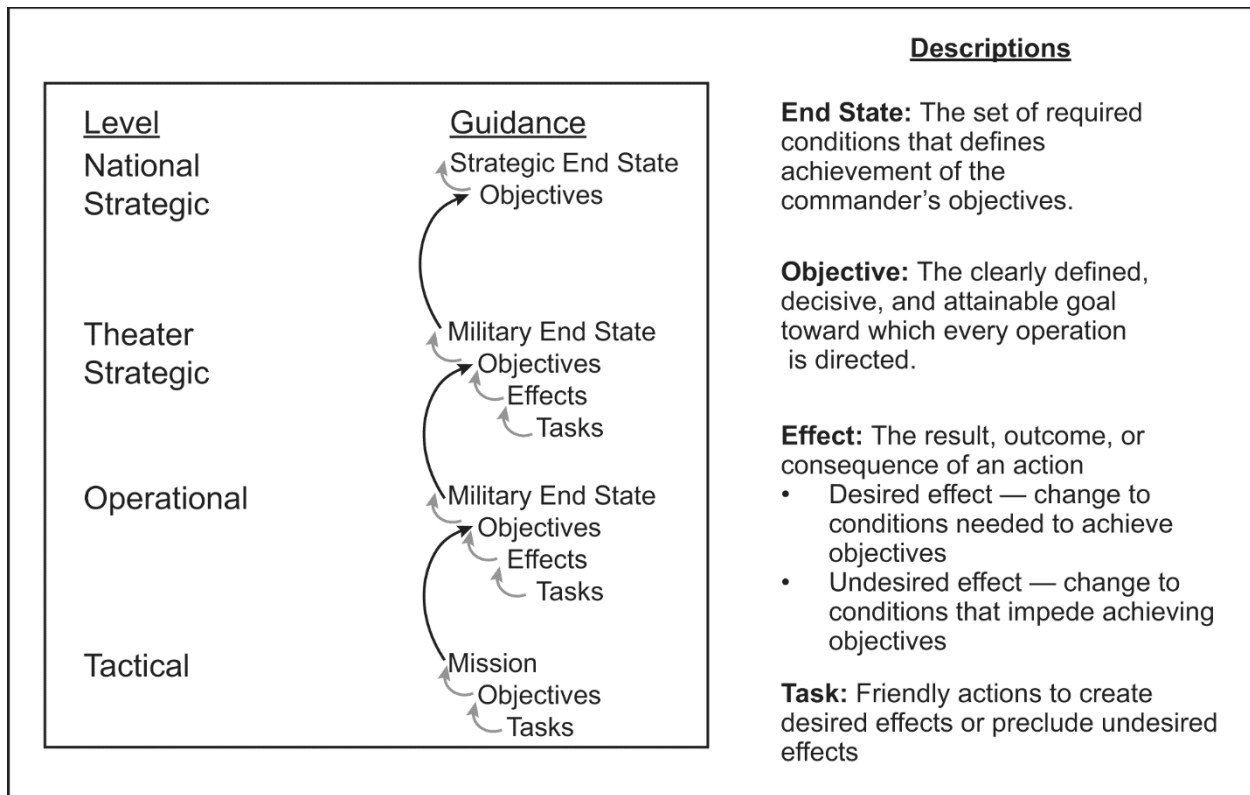 Level Guidance
National Strategic End State
Strategic Objectives
Theater Military End State
Strategic Objectives
Effects
Tasks
Operational Military End State
Objectives
Effects
Tasks
Tactical Mission
Objectives
Tasks
Descriptions
End State: The set of required
conditions that defines
achievement of the
commander’s objectives.
Objective: The clearly defined,
decisive, and attainable goal
toward which every operation
is directed.
Effect: The result, outcome, or
consequence of an action
• Desired effect — change to
conditions needed to achieve
objectives
• Undesired effect — change to
conditions that impede achieving
objectives
Task: Friendly actions to create
desired effects or preclude undesired
effects